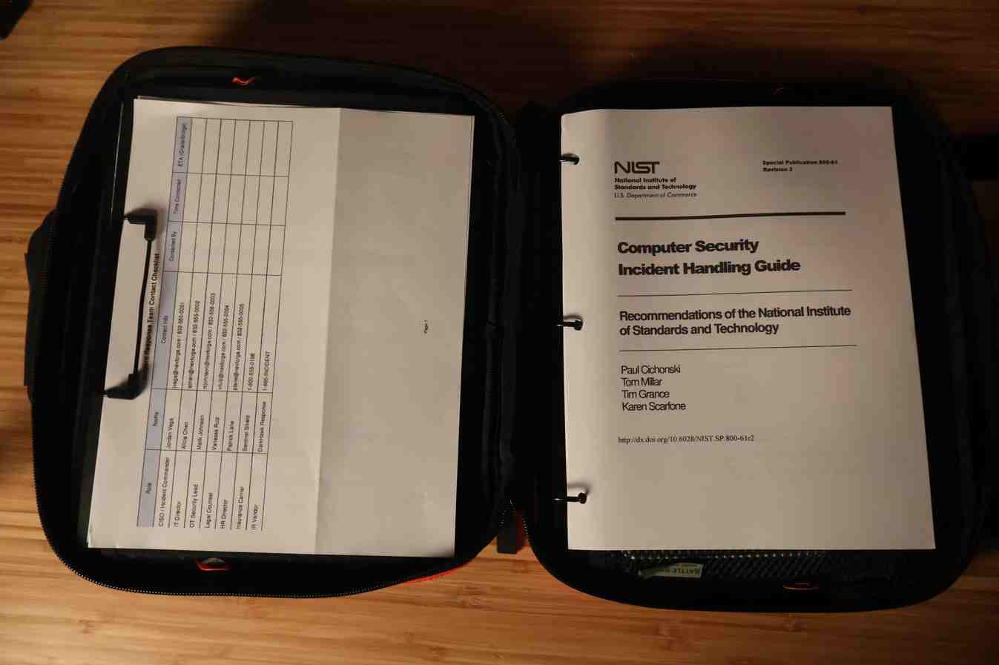 Response Team Contact Checklist
Role Name Contact Info Contacted By Time Contacted ETA (Onsite/Bridge)
CISO / Incident Commander Jordan Vega jvega@nexforge.com / 832-555-0001
IT Director Alicia Chen achen@nexforge.com / 832-555-0002
OT Security Lead Malik Johnson mjohnson@nexforge.com / 832-555-0003
Legal Counsel Vanessa Ruiz vruiz@nexforge.com / 832-555-0004
HR Director Patrick Lane plane@nexforge.com / 832-555-0005
Insurance Carrier Sentinel Shield 1-800-555-0198
IR Vendor DarkHawk Response
Page 1
NIST
National Institute of
Standards and Technology
U.S. Department of Commerce
Special Publication 800-61
Revision 2
Computer Security
Incident Handling Guide
Recommendations of the National Institute
of Standards and Technology
Paul Cichonski
Tom Millar
Tim Grance
Karen Scarfone
http://dx.doi.org/10.6028/NIST.SP.800-61r2
BATTLE